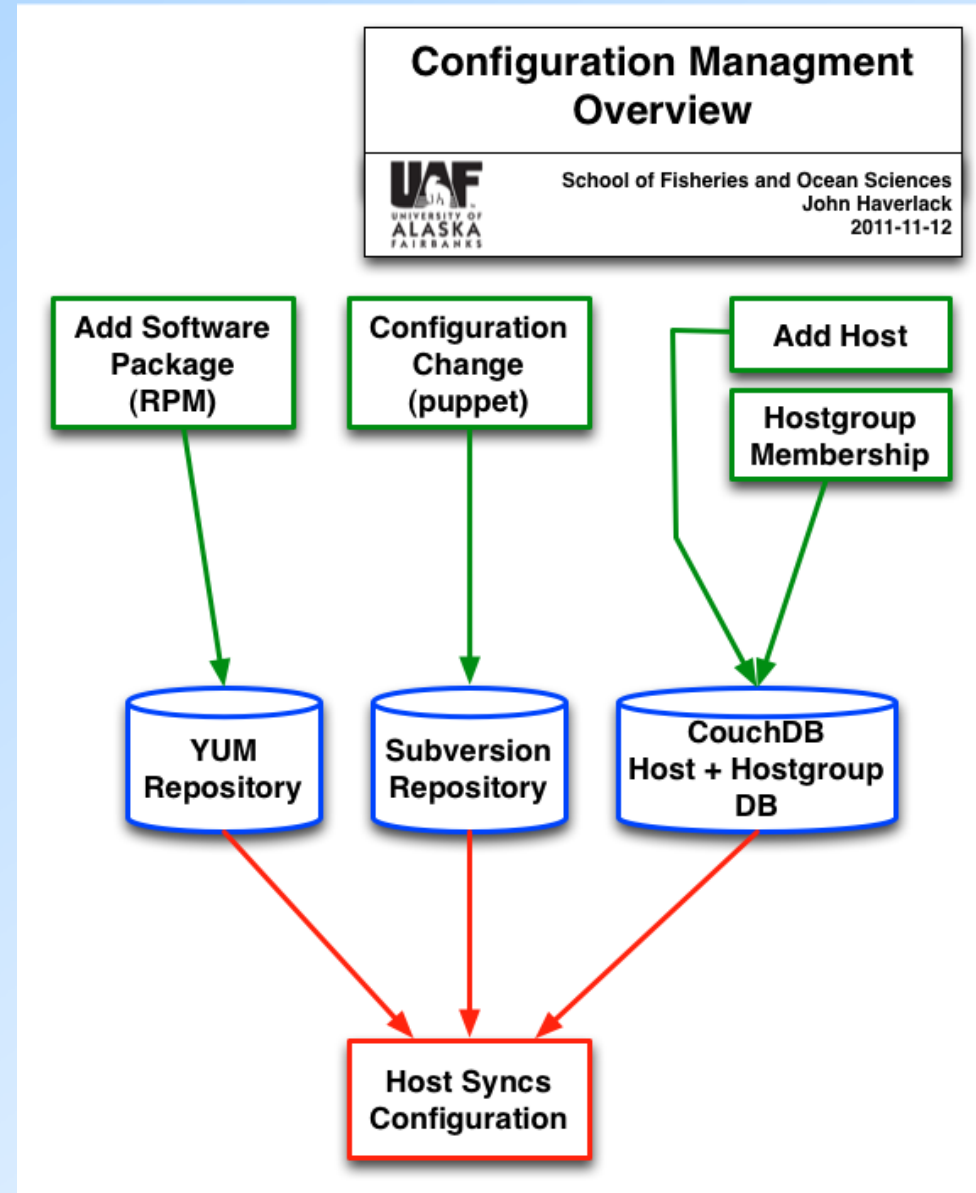 Configuration Managment
Overview
UAF
UNIVERSITY OF
ALASKA
FAIRBANKS
School of Fisheries and Ocean Sciences
John Haverlack
2011-11-12
Add Software
Package
(RPM)
Configuration
Change
(puppet)
Add Host
Hostgroup
Membership
YUM
Repository
Subversion
Repository
CouchDB
Host + Hostgroup
DB
Host Syncs
Configuration